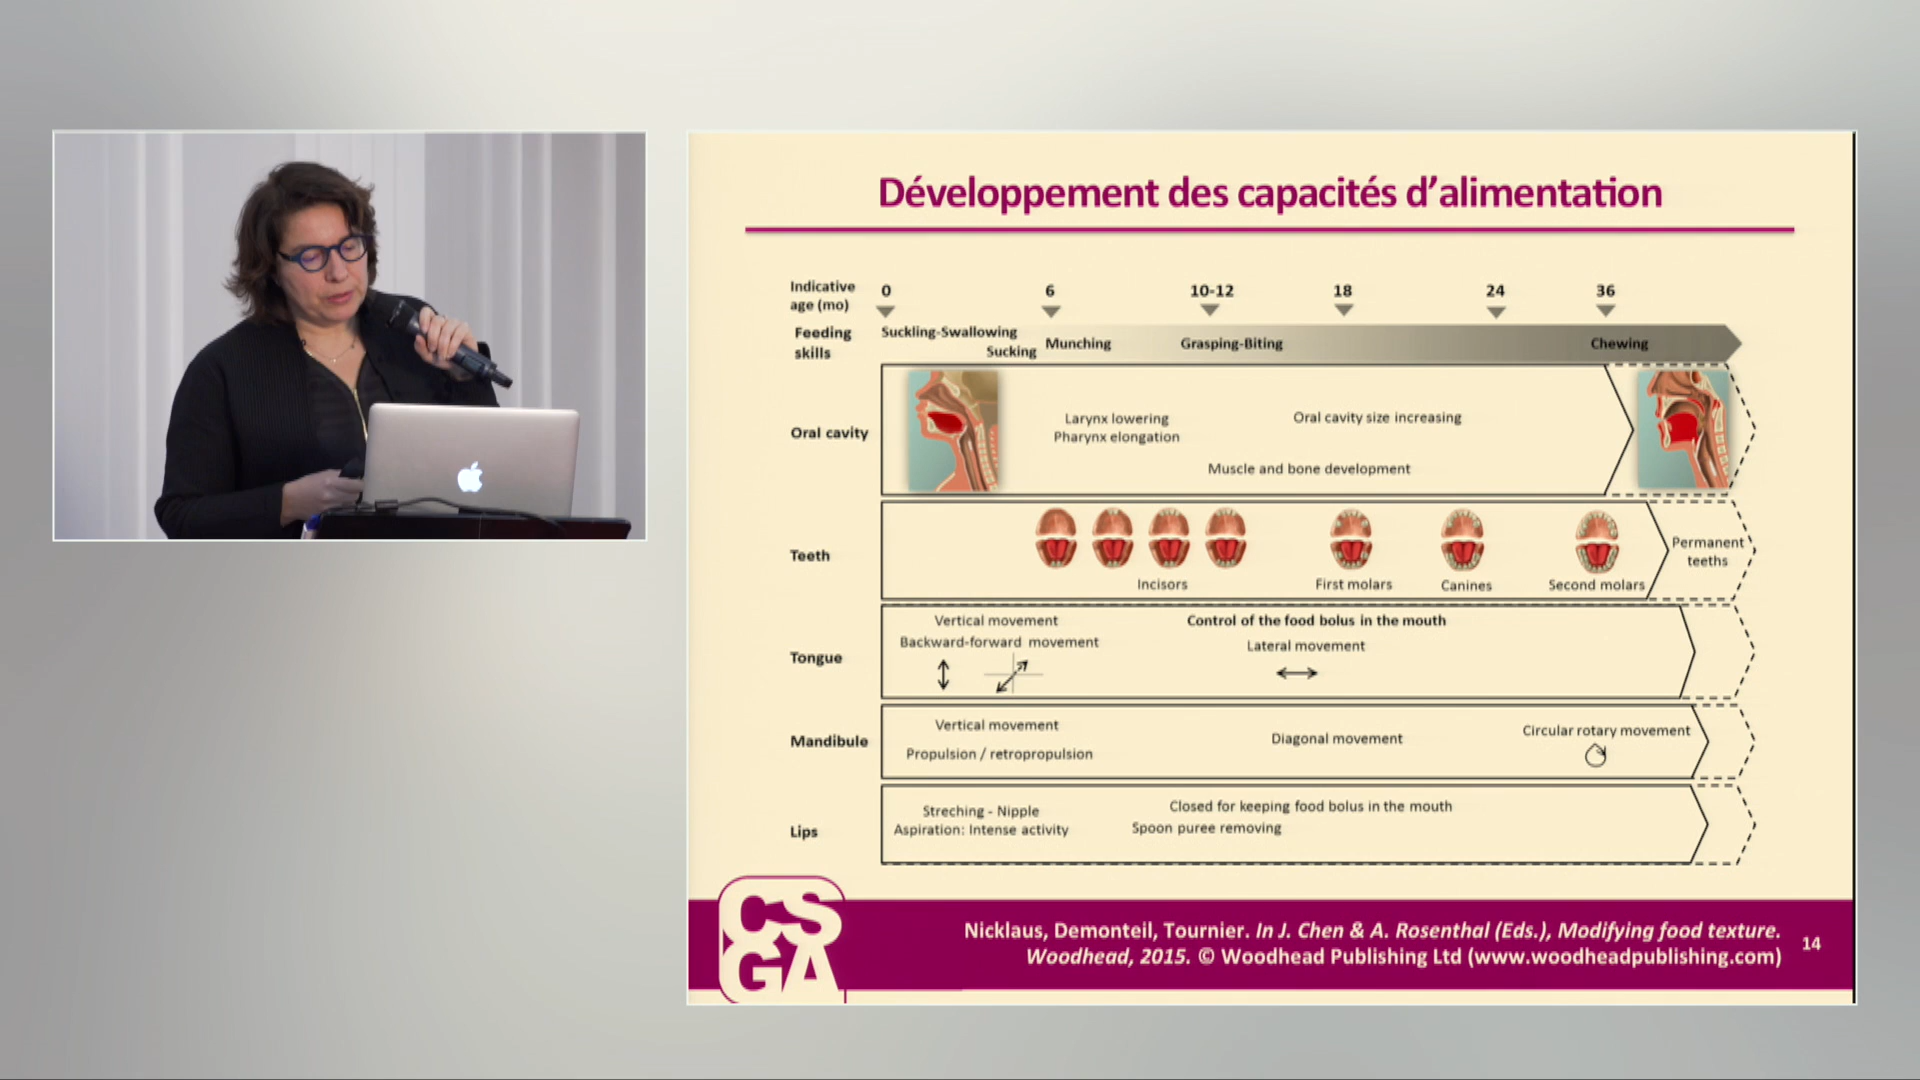 Développement des capacités d’alimentation
Indicative
age (mo)
0 6 10-12 18 24 36
Feeding
skills
Suckling-Swallowing
Sucking
Munching
Grasping-Biting
Chewing
Oral cavity
Larynx lowering
Pharynx elongation
Oral cavity size increasing
Muscle and bone development
Teeth
Incisors
First molars
Canines
Second molars
Permanent
teeths
Tongue
Vertical movement
Backward-forward movement
Control of the food bolus in the mouth
Lateral movement
Mandibule
Vertical movement
Propulsion / retropropulsion
Diagonal movement
Circular rotary movement
Lips
Streching - Nipple
Aspiration: Intense activity
Closed for keeping food bolus in the mouth
Spoon puree removing
CS
GA
Nicklaus, Demonteil, Tournier. In J. Chen & A. Rosenthal (Eds.), Modifying food texture.
Woodhead, 2015. © Woodhead Publishing Ltd (www.woodheadpublishing.com)
14